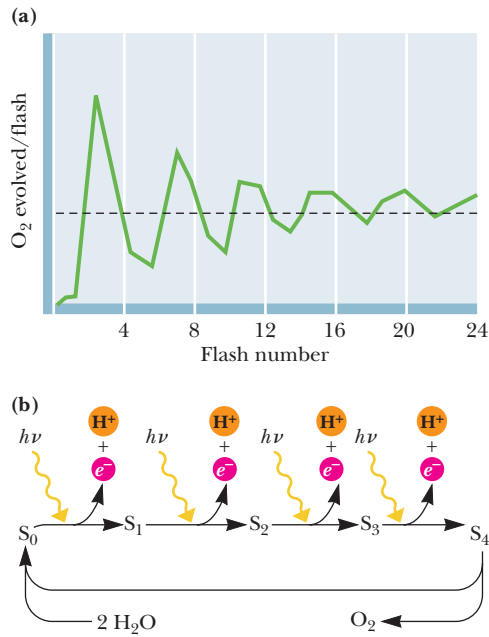 (a)
O₂ evolved/flash
4 8 12 16 20 24
Flash number
(b)
H⁺ H⁺ H⁺ H⁺
hν + hν + hν + hν +
e⁻ e⁻ e⁻ e⁻
S₀ S₁ S₂ S₃ S₄
2 H₂O O₂